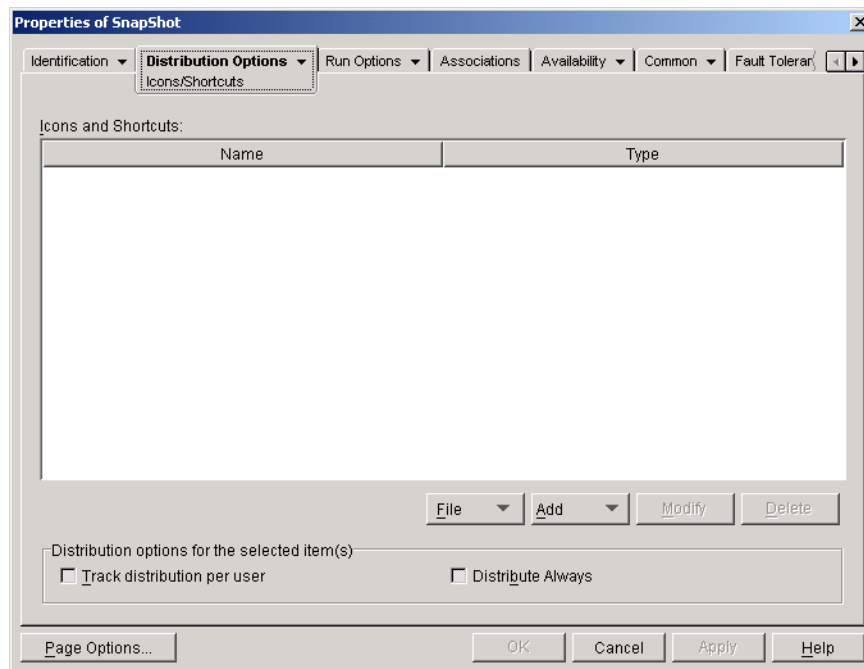 Properties of SnapShot
Identification Distribution Options Run Options Associations Availability Common Fault Toleran
Icons/Shortcuts
Icons and Shortcuts:
Name Type
File Add Modify Delete
Distribution options for the selected item(s)
Track distribution per user Distribute Always
Page Options... OK Cancel Apply Help